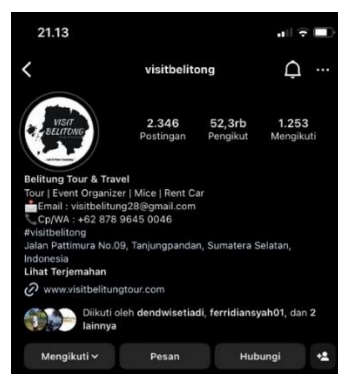 21.13
visitbelitong
VISIT
BELITONG
2.346 52,3rb 1.253
Postingan Pengikut Mengikuti
Belitung Tour & Travel
Tour | Event Organizer | Mice | Rent Car
Email : visitbelitung28@gmail.com
Cp/WA : +62 878 9645 0046
#visitbelitong
Jalan Pattimura No.09, Tanjungpandan, Sumatera Selatan,
Indonesia
Lihat Terjemahan
www.visitbelitungtour.com
Diikuti oleh dendwisetiadi, ferridiansyah01, dan 2
lainnya
Mengikuti Pesan Hubungi